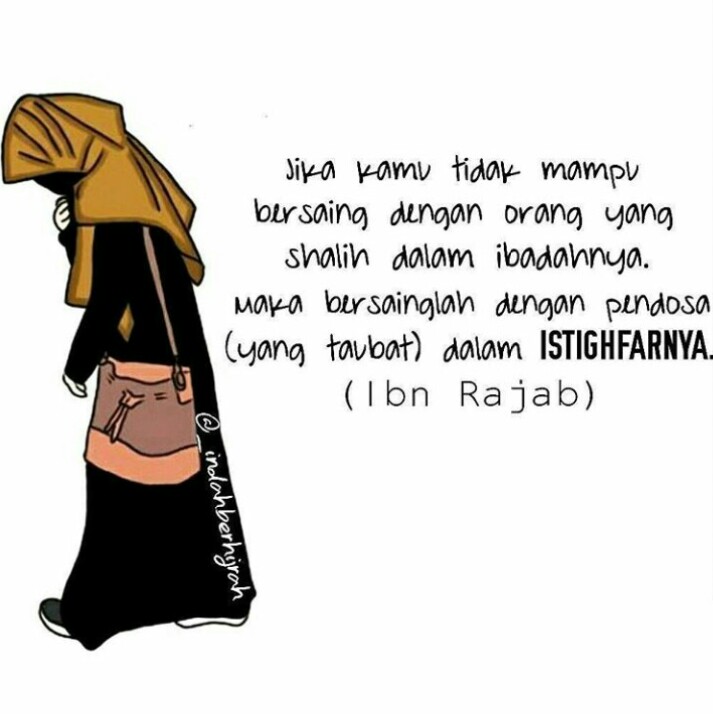 Jika kamu tidak mampu
bersaing dengan orang yang
shalih dalam ibadahnya.
Maka bersainglah dengan pendosa
(yang taubat) dalam ISTIGHFARNYA.
(Ibn Rajab)
@_indahberhijrah